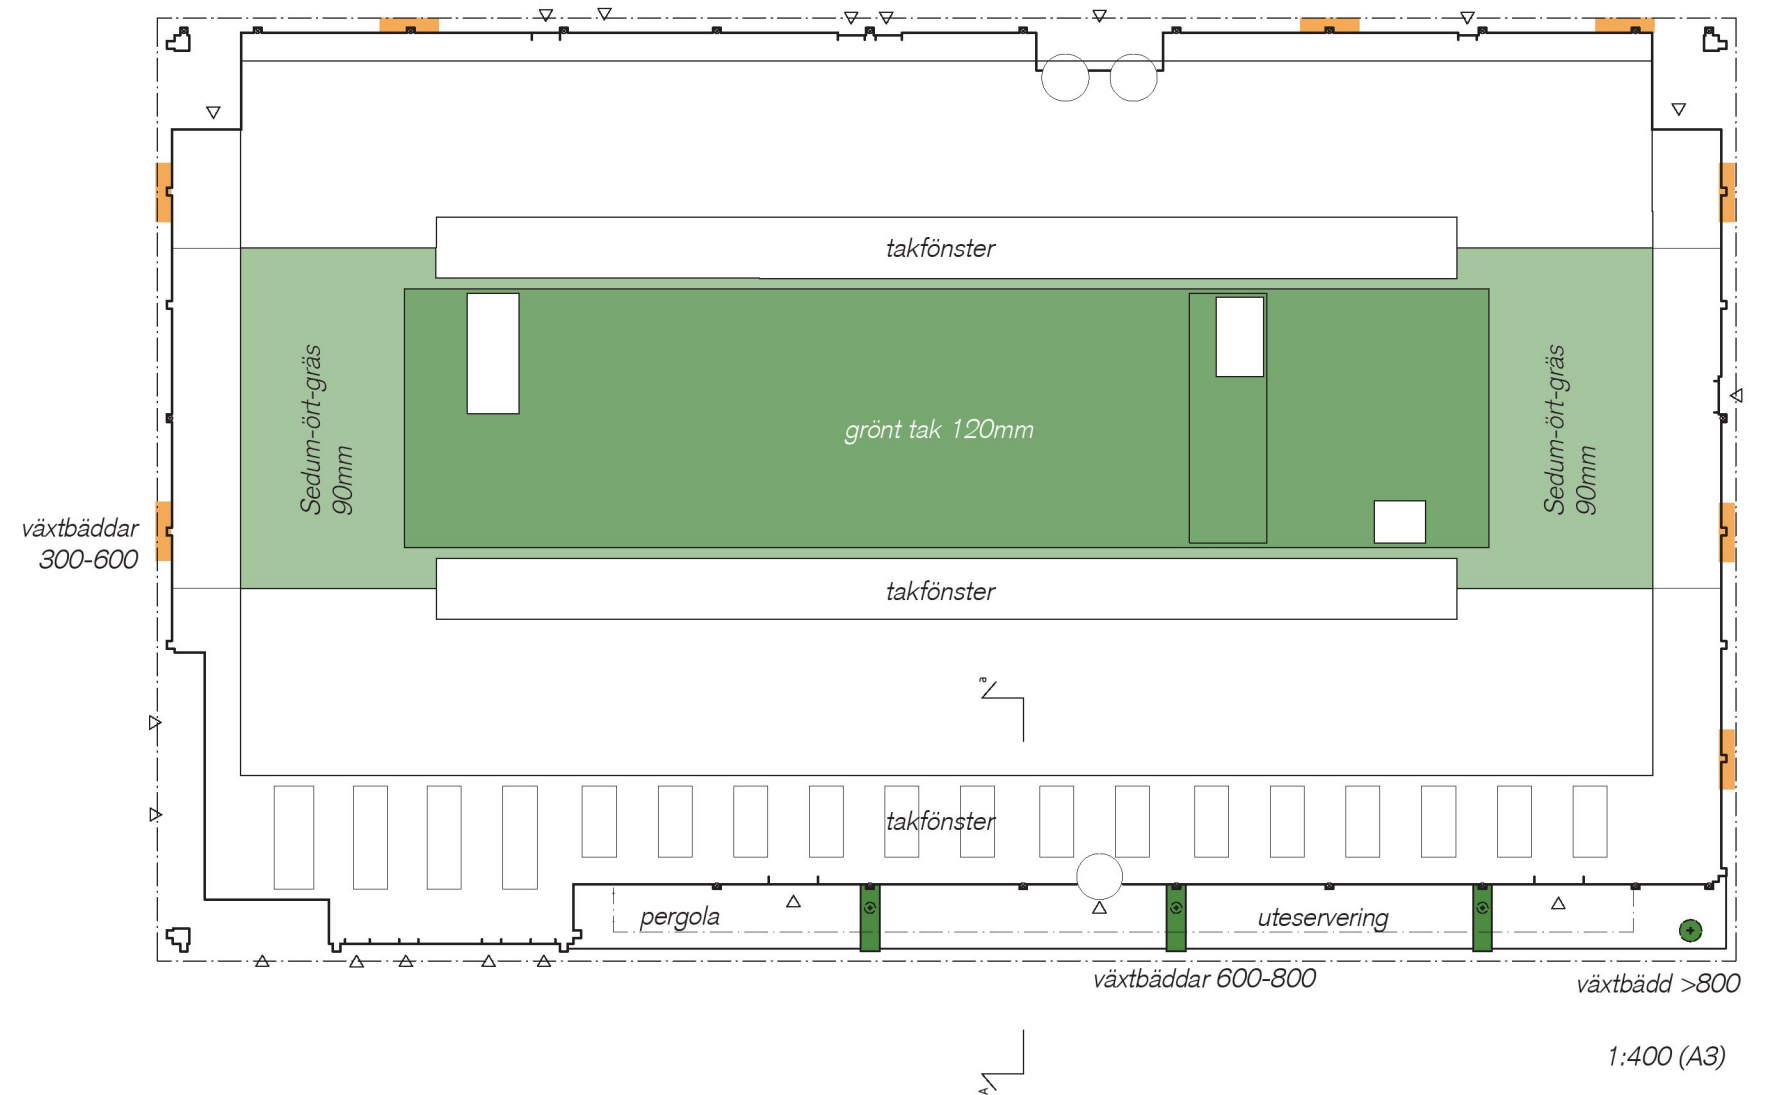 takfönster
Sedum-ört-gräs
90mm
grönt tak 120mm
Sedum-ört-gräs
90mm
växtbäddar
300-600
takfönster
a
takfönster
pergola
uteservering
växtbäddar 600-800
växtbädd >800
1:400 (A3)
A